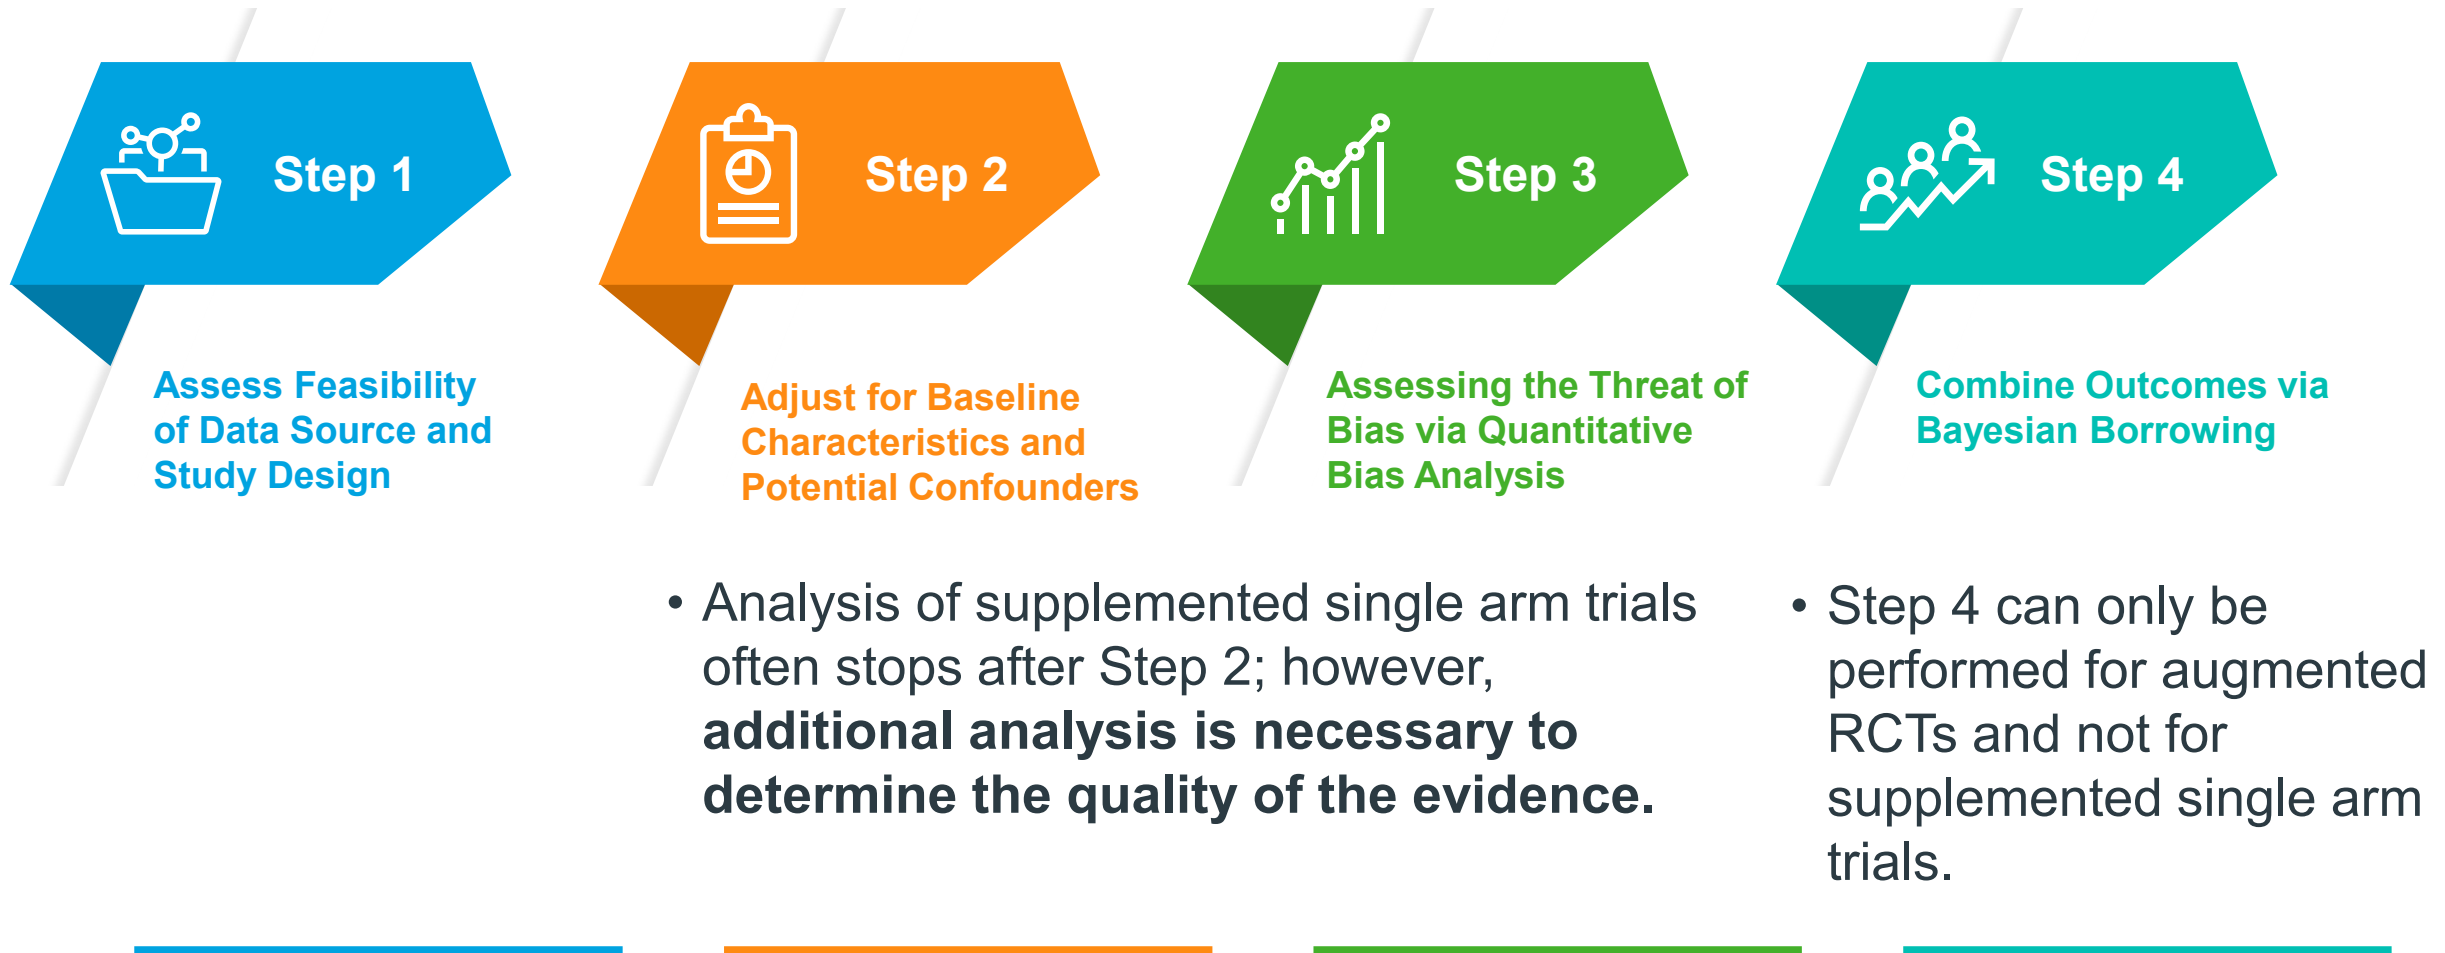 Step 1
Assess Feasibility
of Data Source and
Study Design
Step 2
Adjust for Baseline
Characteristics and
Potential Confounders
Step 3
Assessing the Threat of
Bias via Quantitative
Bias Analysis
Step 4
Combine Outcomes via
Bayesian Borrowing
• Analysis of supplemented single arm trials
often stops after Step 2; however,
additional analysis is necessary to
determine the quality of the evidence.
• Step 4 can only be
performed for augmented
RCTs and not for
supplemented single arm
trials.